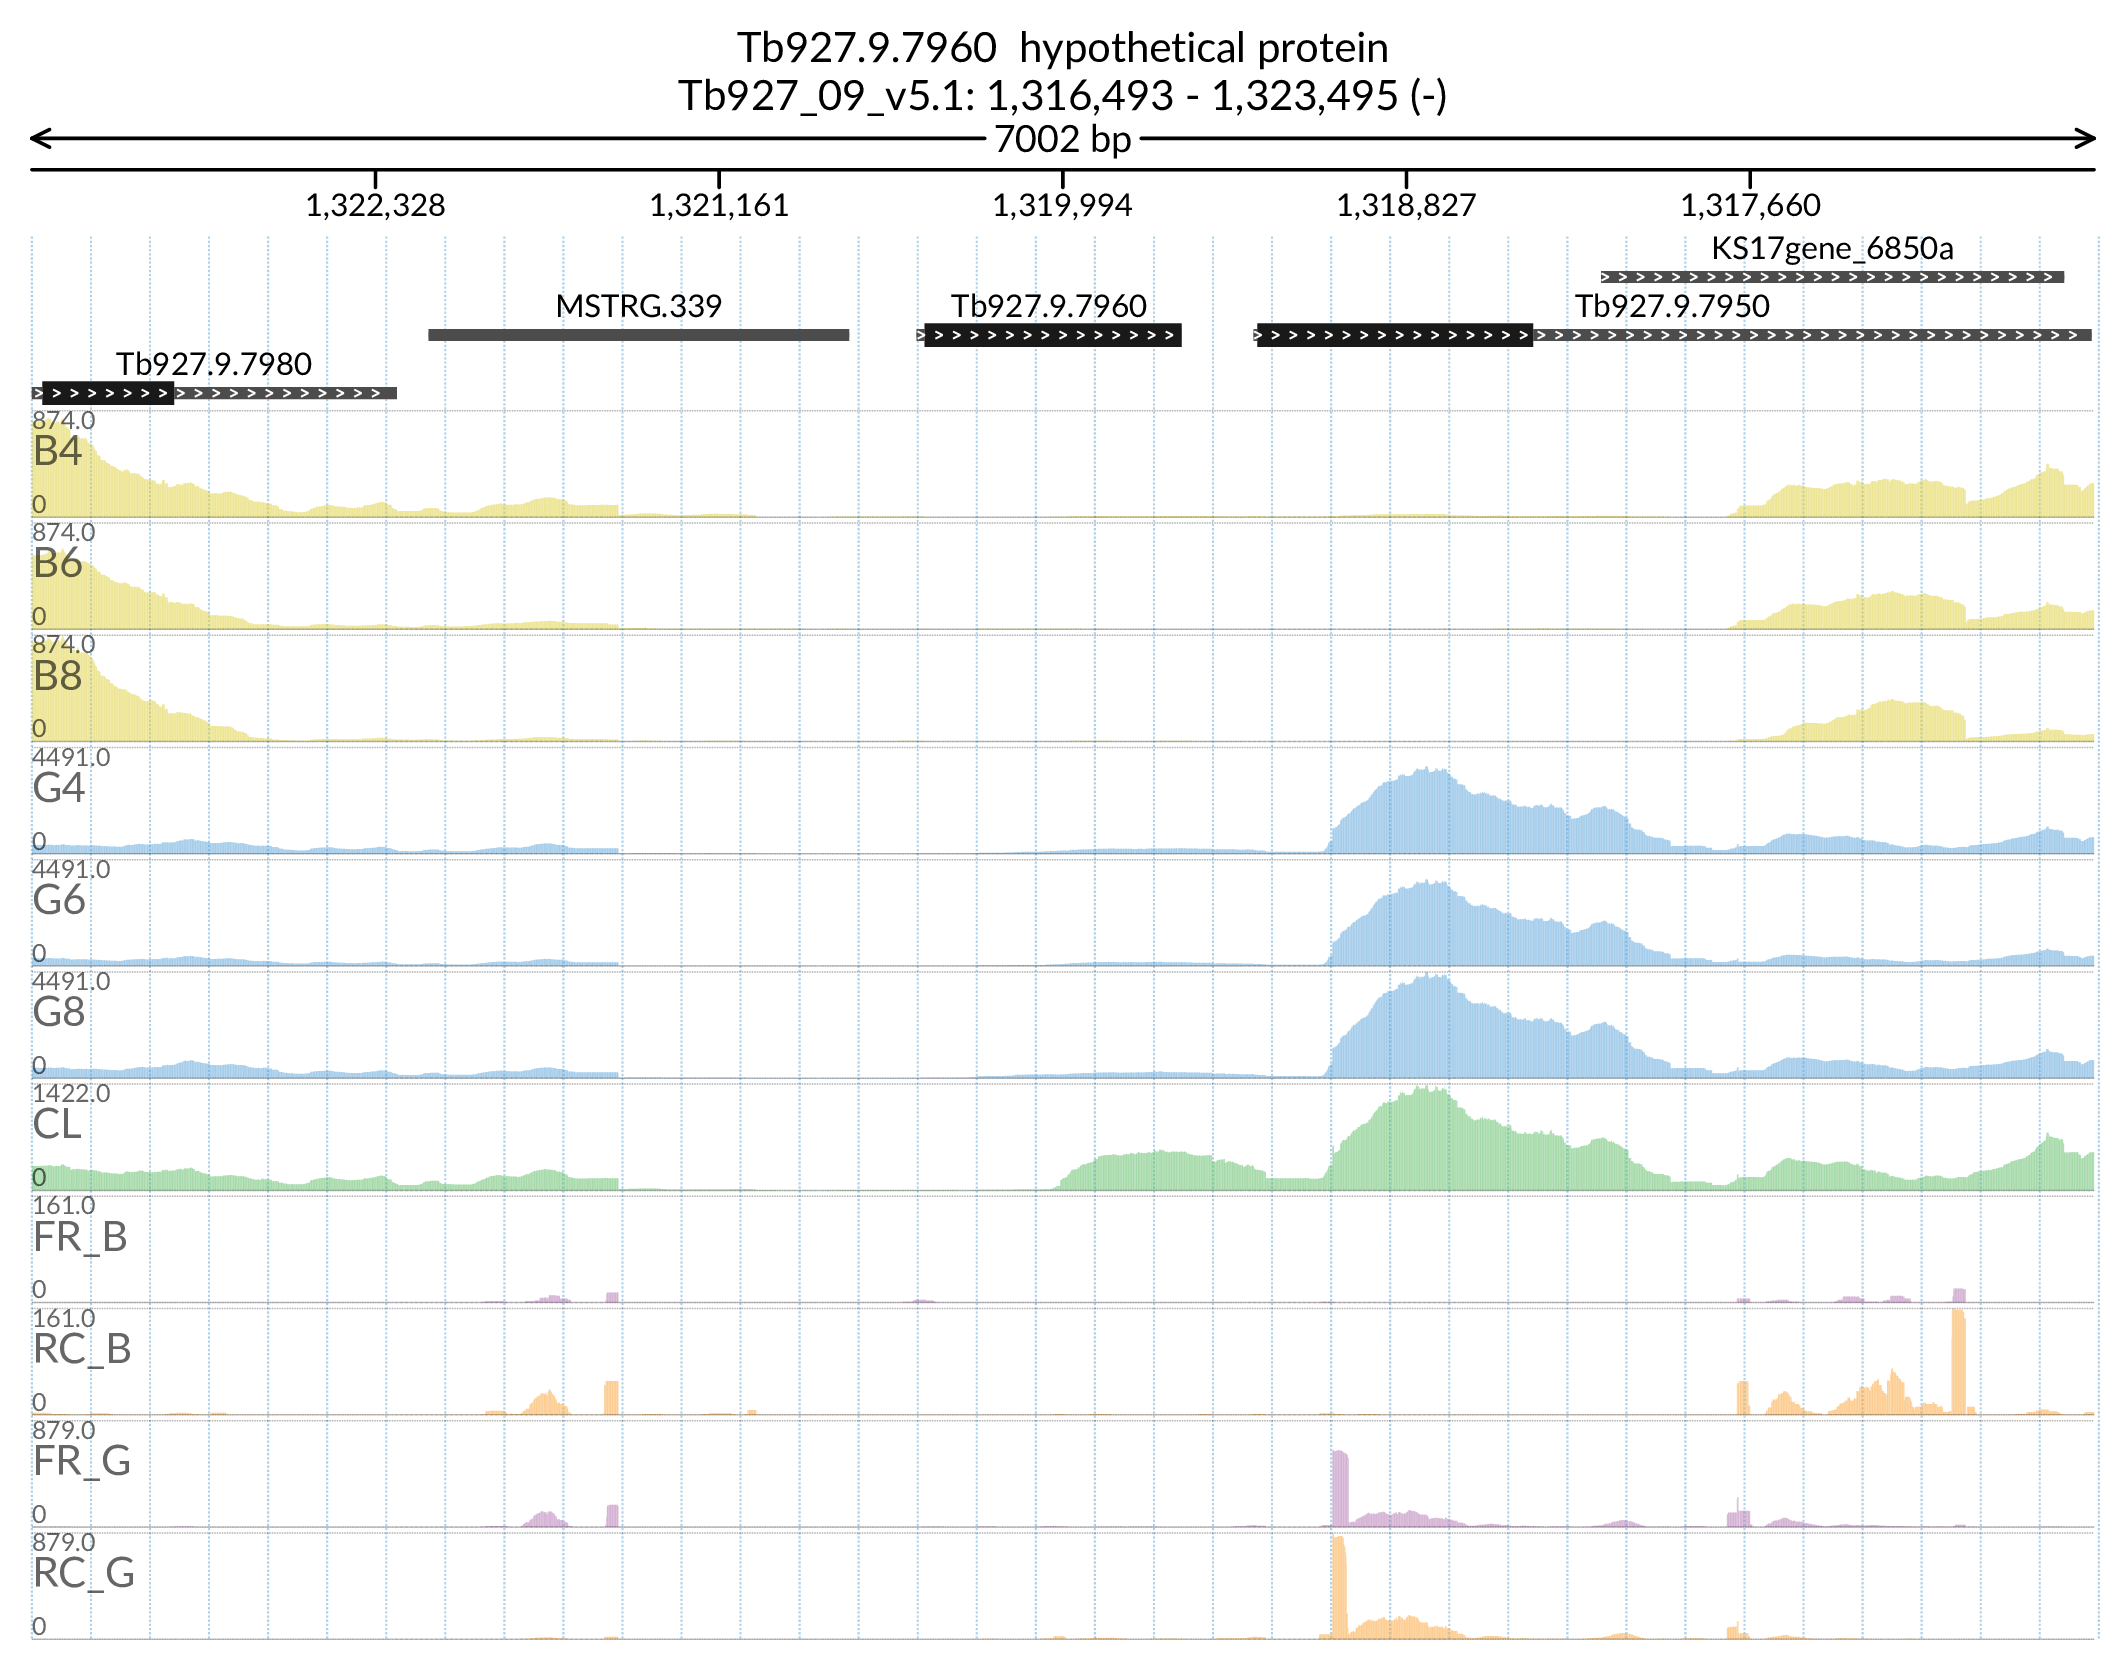 Tb927.9.7960 hypothetical protein
Tb927_09_v5.1: 1,316,493 - 1,323,495 (-)
7002 bp
1,322,328 1,321,161 1,319,994 1,318,827 1,317,660
KS17gene_6850a
MSTRG.339 Tb927.9.7960 Tb927.9.7950
Tb927.9.7980
874.0
B4
0
874.0
B6
0
874.0
B8
0
4491.0
G4
0
4491.0
G6
0
4491.0
G8
0
1422.0
CL
0
161.0
FR_B
0
161.0
RC_B
0
879.0
FR_G
0
879.0
RC_G
0